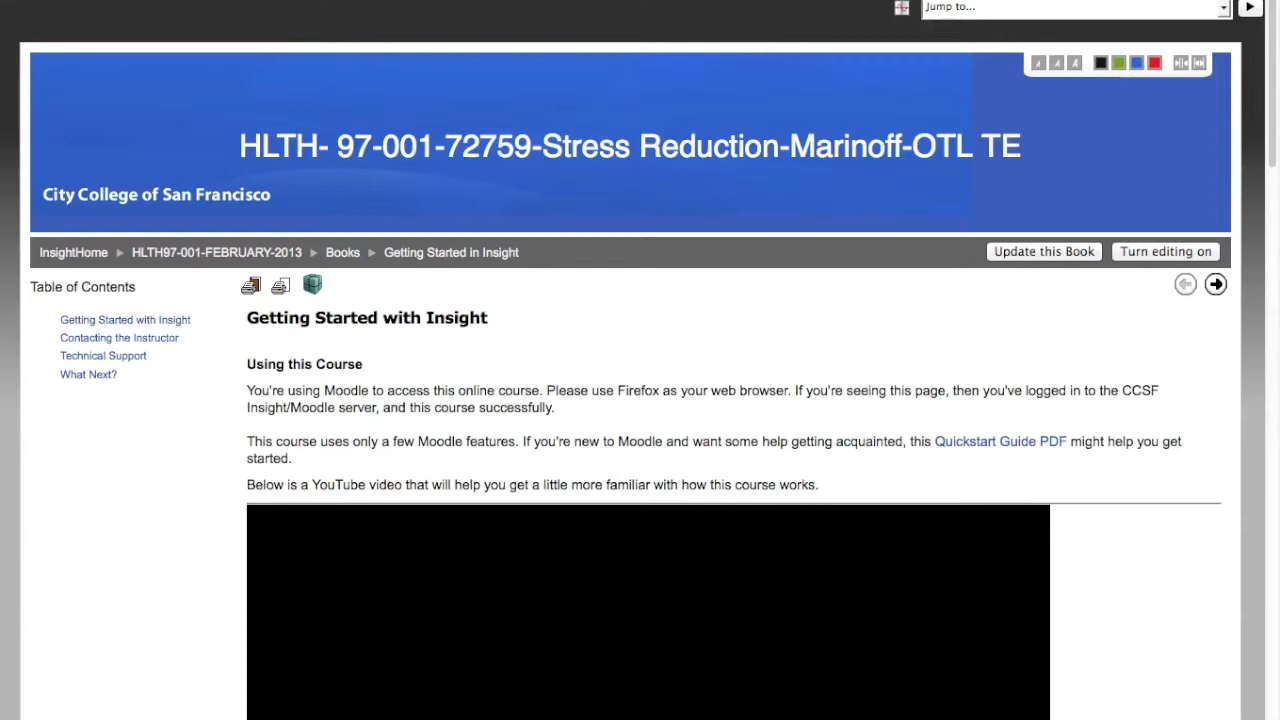 Jump to...
HLTH- 97-001-72759-Stress Reduction-Marinoff-OTL TE
City College of San Francisco
InsightHome ► HLTH97-001-FEBRUARY-2013 ► Books ► Getting Started in Insight
Update this Book
Turn editing on
Table of Contents
Getting Started with Insight
Contacting the Instructor
Technical Support
What Next?
Getting Started with Insight
Using this Course
You're using Moodle to access this online course. Please use Firefox as your web browser. If you're seeing this page, then you've logged in to the CCSF
Insight/Moodle server, and this course successfully.
This course uses only a few Moodle features. If you're new to Moodle and want some help getting acquainted, this Quickstart Guide PDF might help you get
started.
Below is a YouTube video that will help you get a little more familiar with how this course works.